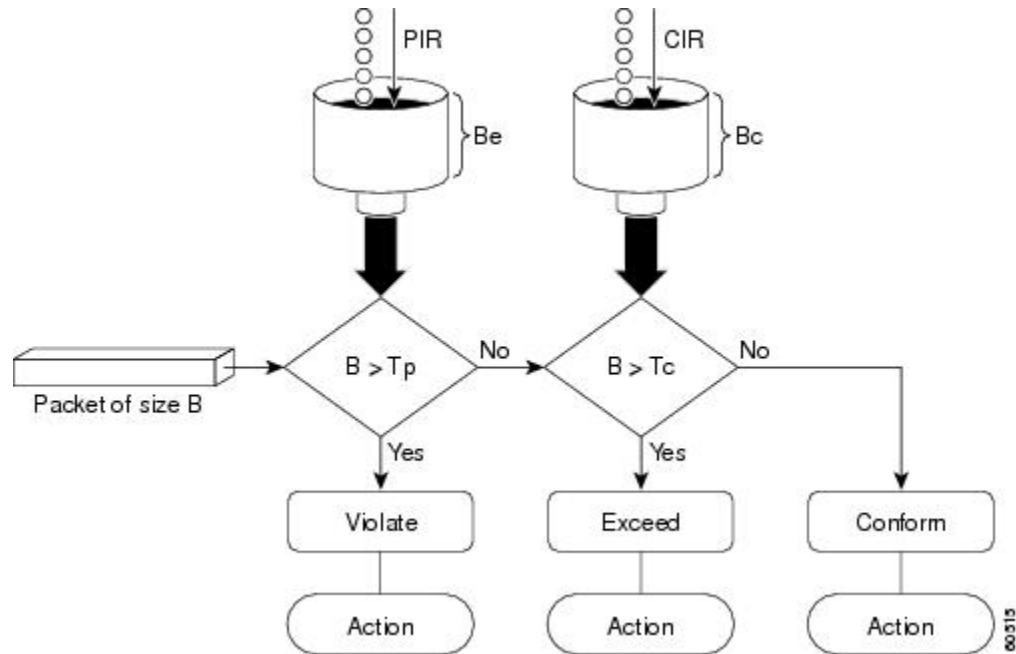 PIR
CIR
Be
Bc
B > Tp
No
B > Tc
No
Packet of size B
Yes
Yes
Violate
Exceed
Conform
Action
Action
Action
60515